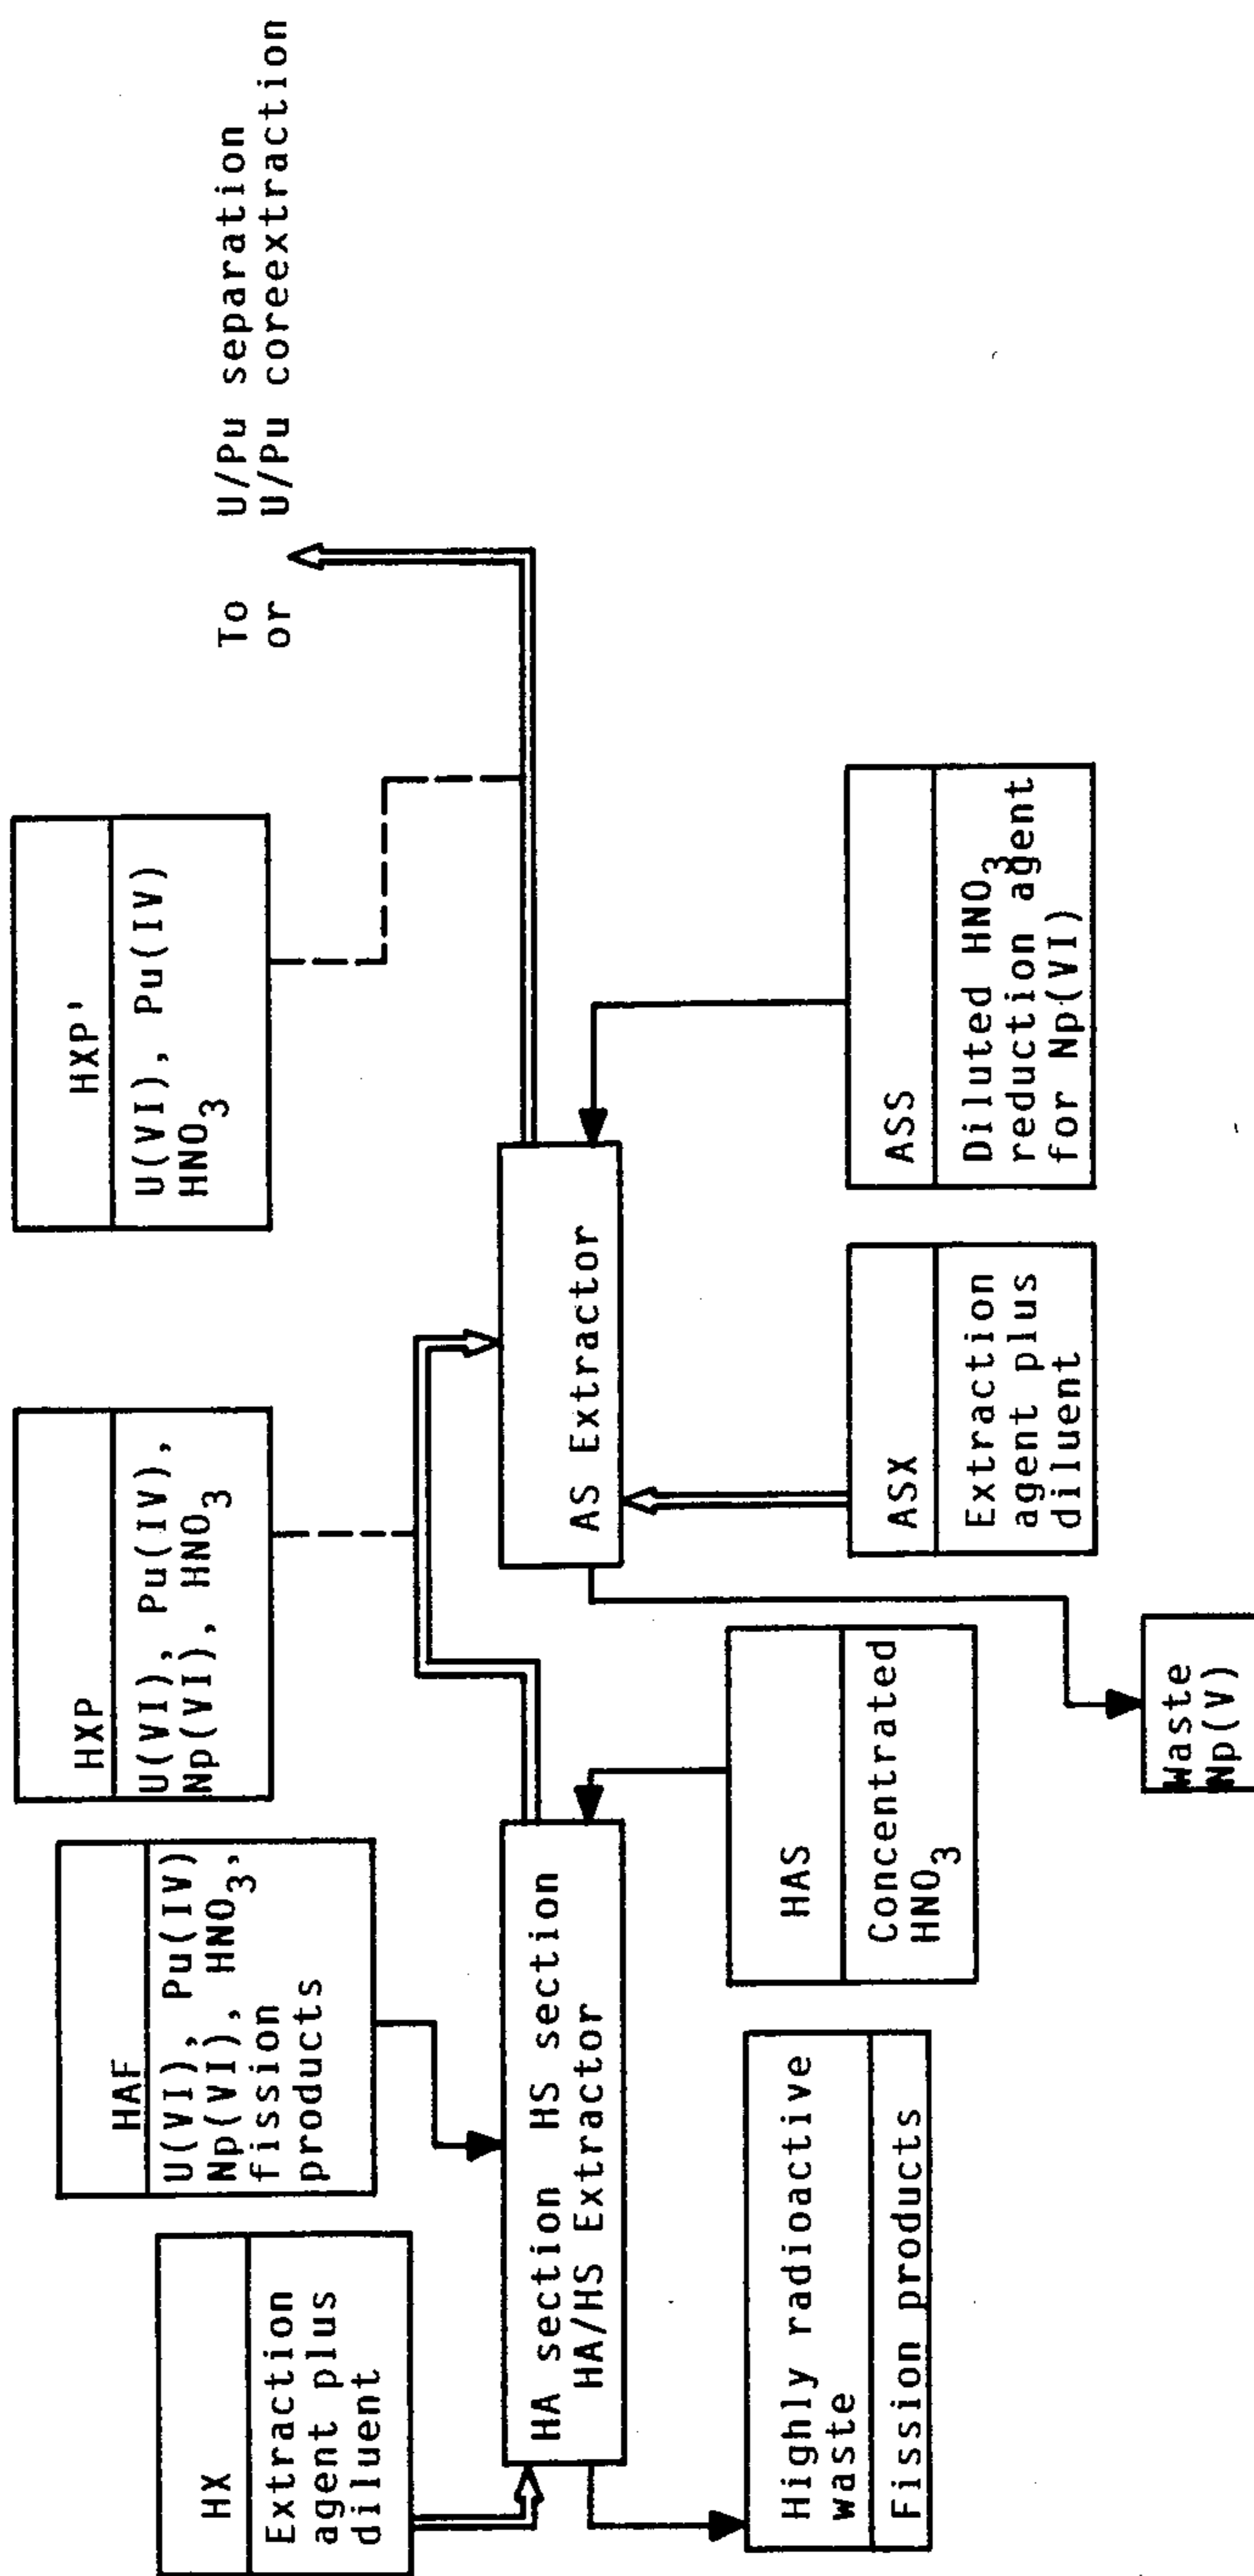 HX
Extraction
agent plus
diluent
HAF
U(VI), Pu(IV)
Np(VI), HNO3,
fission
products
HXP
U(VI), Pu(IV),
Np(VI), HNO3
HXP'
U(VI), Pu(IV)
HNO3
To U/Pu separation
or U/Pu coreextraction
HA section HS section
HA/HS Extractor
AS Extractor
Highly radioactive
waste
Fission products
HAS
Concentrated
HNO3
ASX
Extraction
agent plus
diluent
ASS
Diluted HNO3
reduction agent
for Np(VI)
Waste
Np(V)